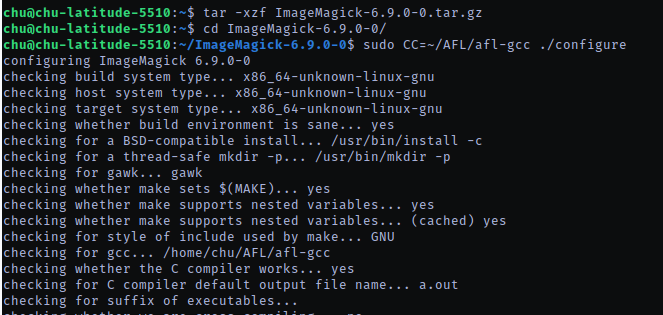 chu@chu-latitude-5510:~$ tar -xzf ImageMagick-6.9.0-0.tar.gz
chu@chu-latitude-5510:~$ cd ImageMagick-6.9.0-0/
chu@chu-latitude-5510:~/ImageMagick-6.9.0-0$ sudo CC=~/AFL/afl-gcc ./configure
configuring ImageMagick 6.9.0-0
checking build system type... x86_64-unknown-linux-gnu
checking host system type... x86_64-unknown-linux-gnu
checking target system type... x86_64-unknown-linux-gnu
checking whether build environment is sane... yes
checking for a BSD-compatible install... /usr/bin/install -c
checking for a thread-safe mkdir -p... /usr/bin/mkdir -p
checking for gawk... gawk
checking whether make sets $(MAKE)... yes
checking whether make supports nested variables... yes
checking whether make supports nested variables... (cached) yes
checking for style of include used by make... GNU
checking for gcc... /home/chu/AFL/afl-gcc
checking whether the C compiler works... yes
checking for C compiler default output file name... a.out
checking for suffix of executables...
checking whether we are cross compiling... no